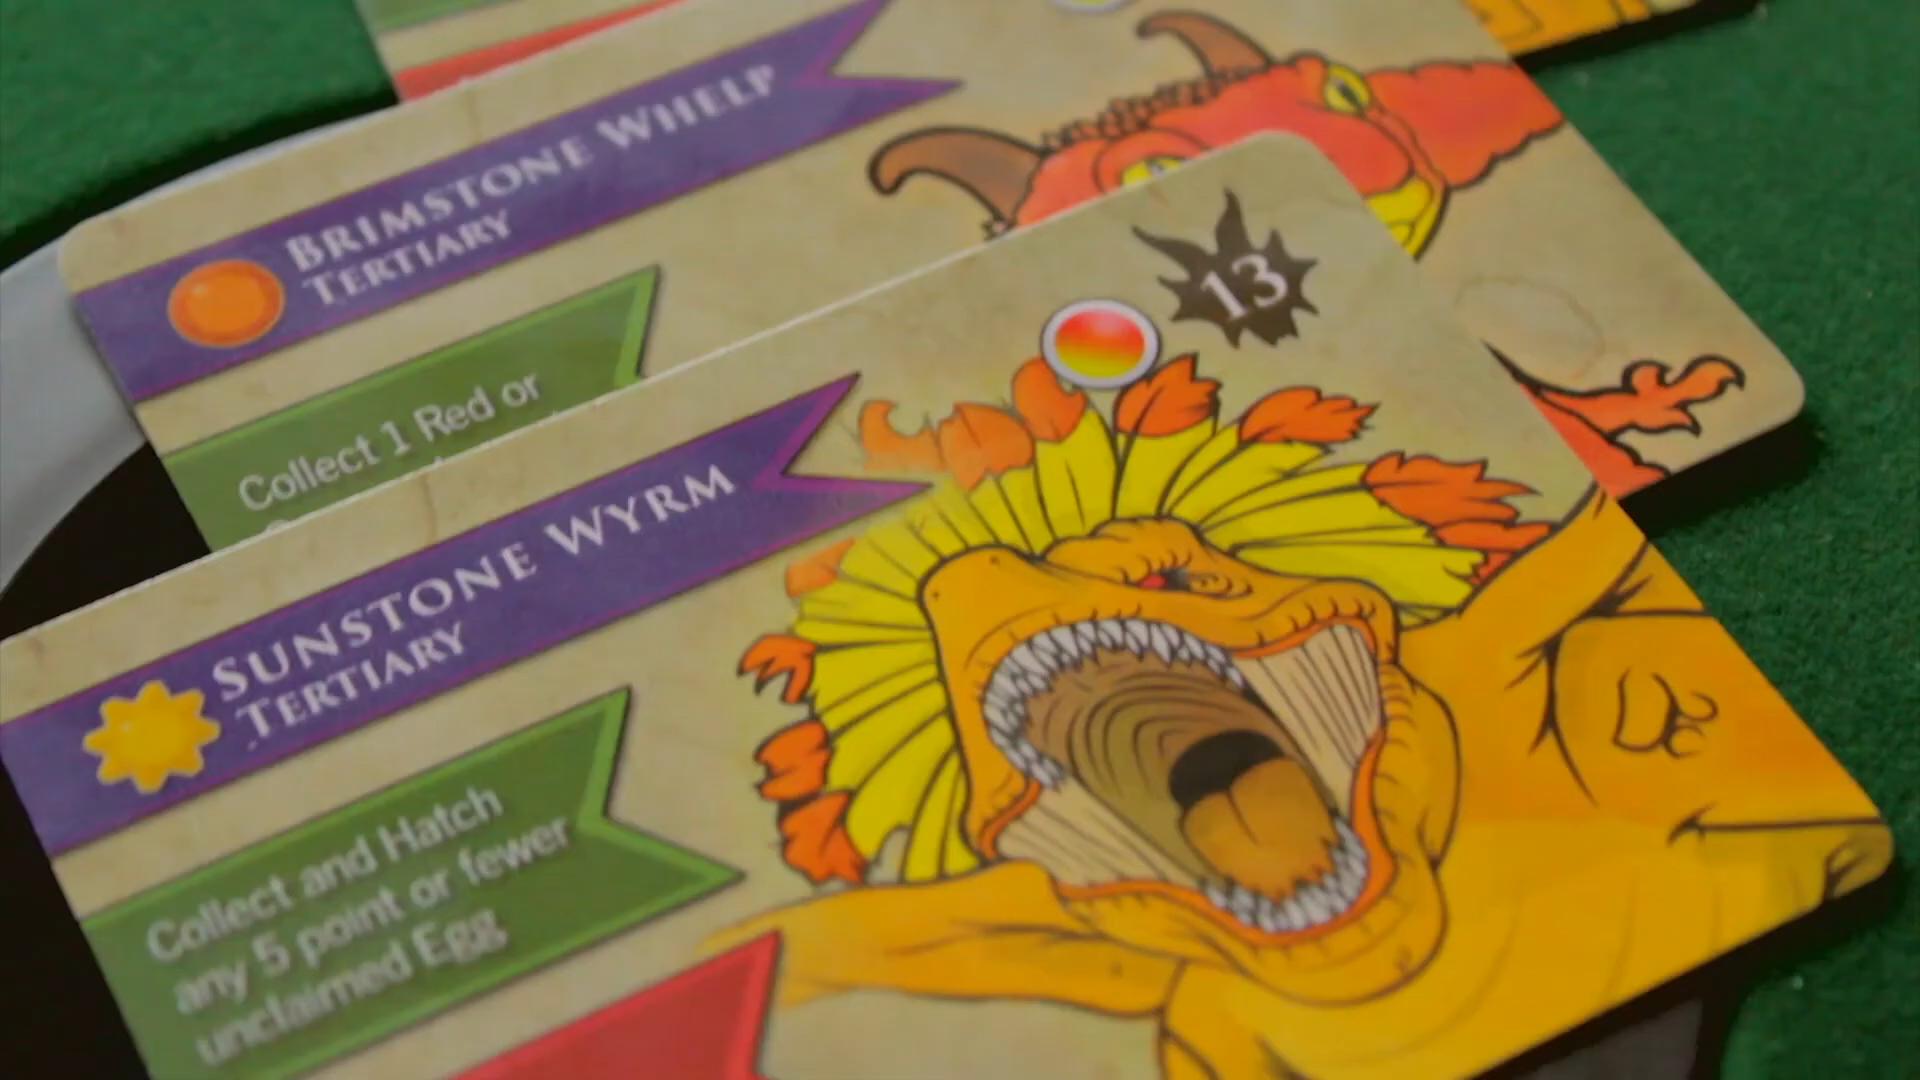 BRIMSTONE WHELP
TERTIARY
Collect 1 Red or
13
SUNSTONE WYRM
TERTIARY
Collect and Hatch
any 5 point or fewer
unclaimed Egg